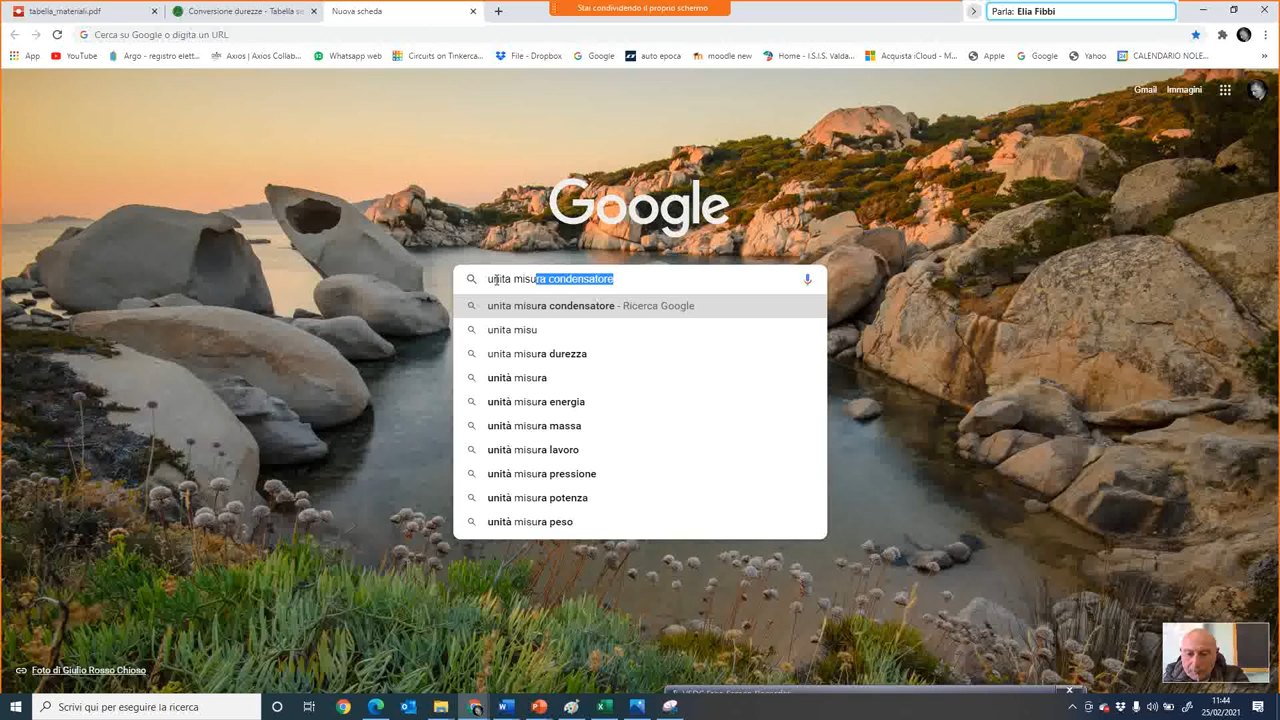 tabella_materiali.pdf
Conversione durezze - Tabella se
Nuova scheda
Stai condividendo il proprio schermo
Parla: Elia Fibbi
Cerca su Google o digita un URL
App
YouTube
Argo - registro elett...
Axios | Axios Collab...
Whatsapp web
Circuits on Tinkerca...
File - Dropbox
Google
auto epoca
moodle new
Home - I.S.I.S. Valda...
Acquista iCloud - M...
Apple
Google
Yahoo
CALENDARIO NOLE...
»
Gmail
Immagini
Google
unita misura condensatore
unita misura condensatore - Ricerca Google
unita misu
unita misura durezza
unità misura
unità misura energia
unità misura massa
unità misura lavoro
unità misura pressione
unità misura potenza
unità misura peso
Foto di Giulio Rosso Chioso
Scrivi qui per eseguire la ricerca
11:44
25/02/2021